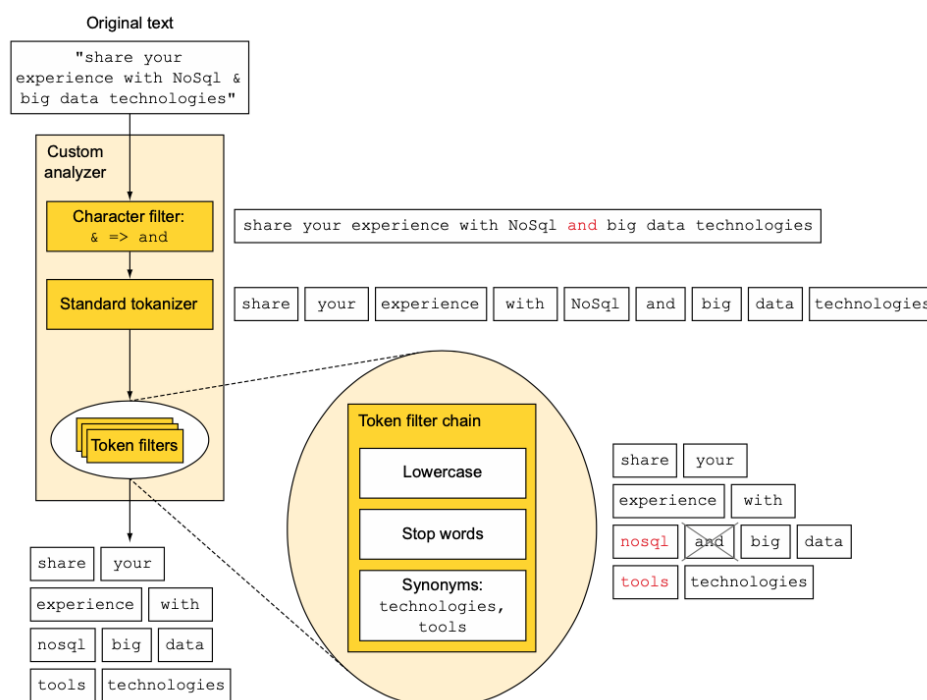 Original text
"share your
experience with NoSql &
big data technologies"
Custom
analyzer
Character filter:
& => and
share your experience with NoSql and big data technologies
Standard tokanizer
share your experience with NoSql and big data technologies
Token filters
Token filter chain
Lowercase
Stop words
Synonyms:
technologies,
tools
share your
experience with
nosql and big data
tools technologies
share your
experience with
nosql big data
tools technologies